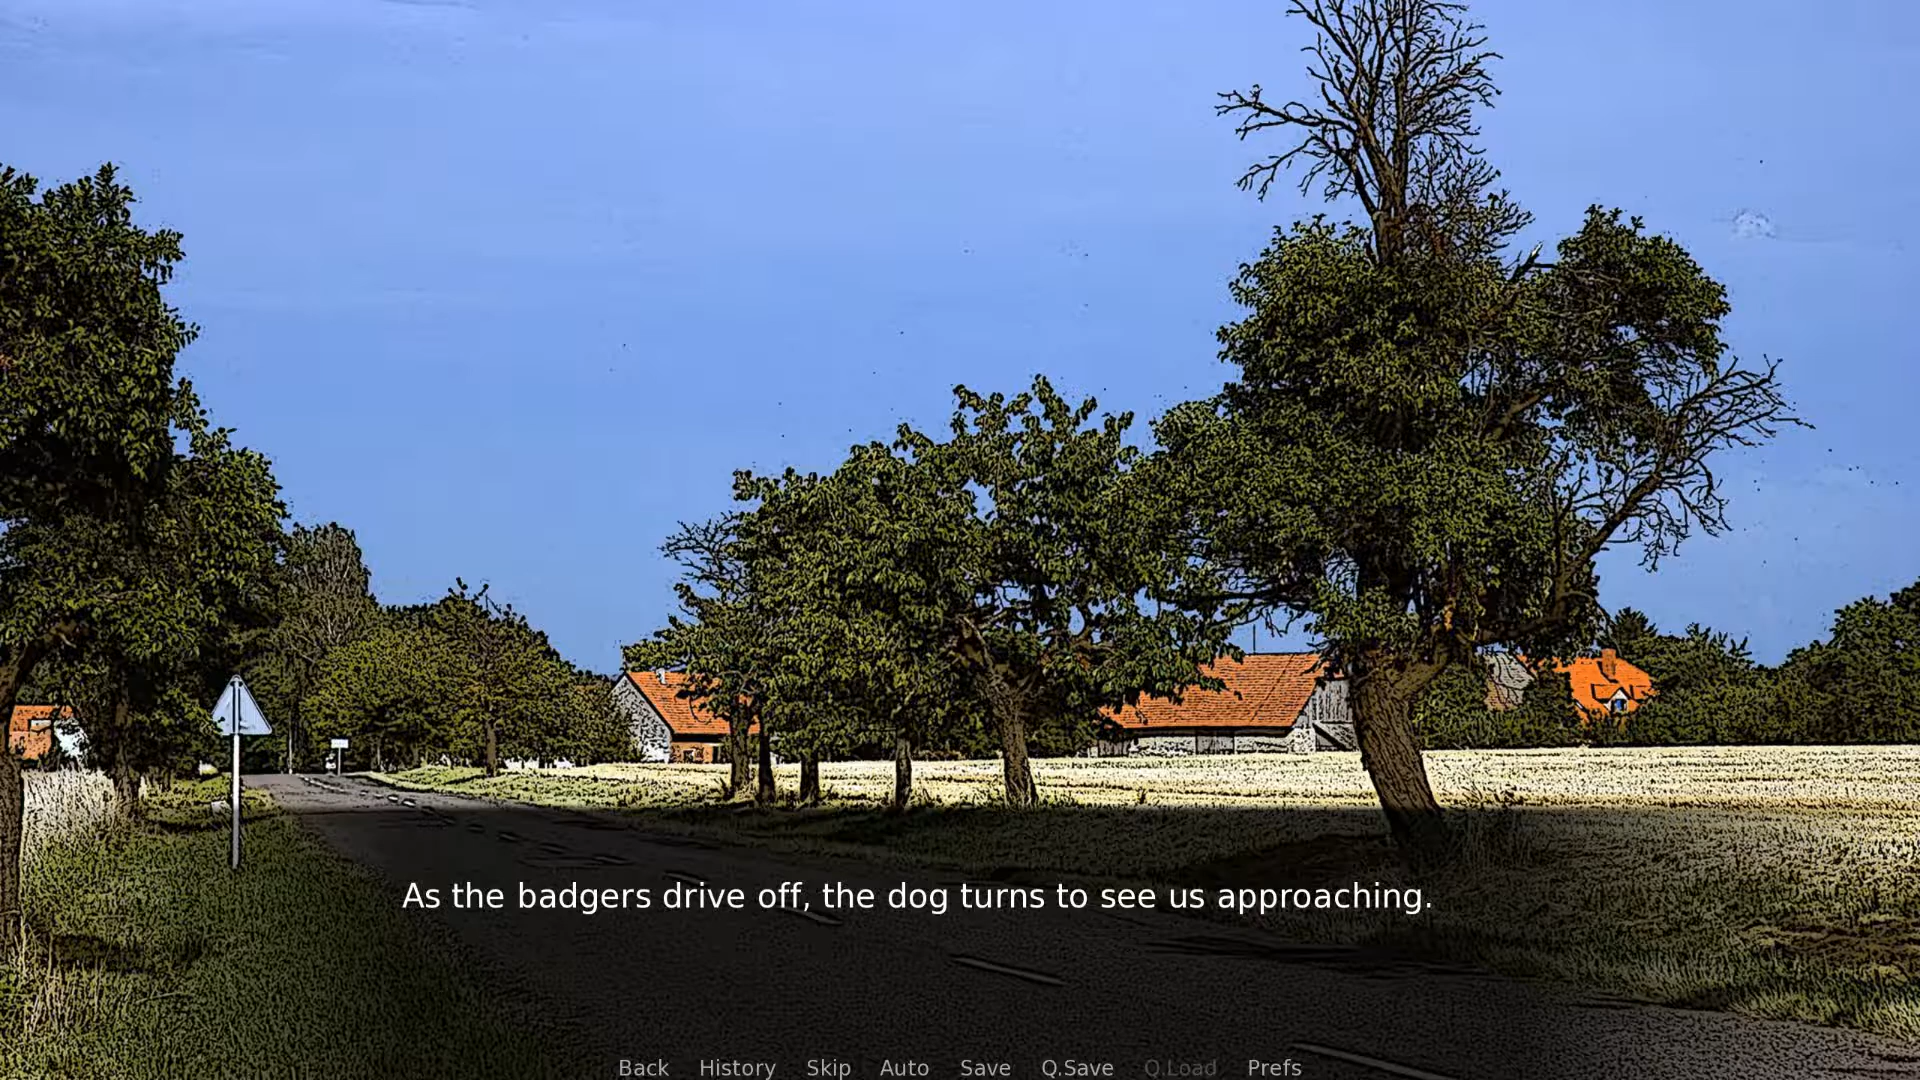 As the badgers drive off, the dog turns to see us approaching.
Back History Skip Auto Save Q.Save Q.Load Prefs